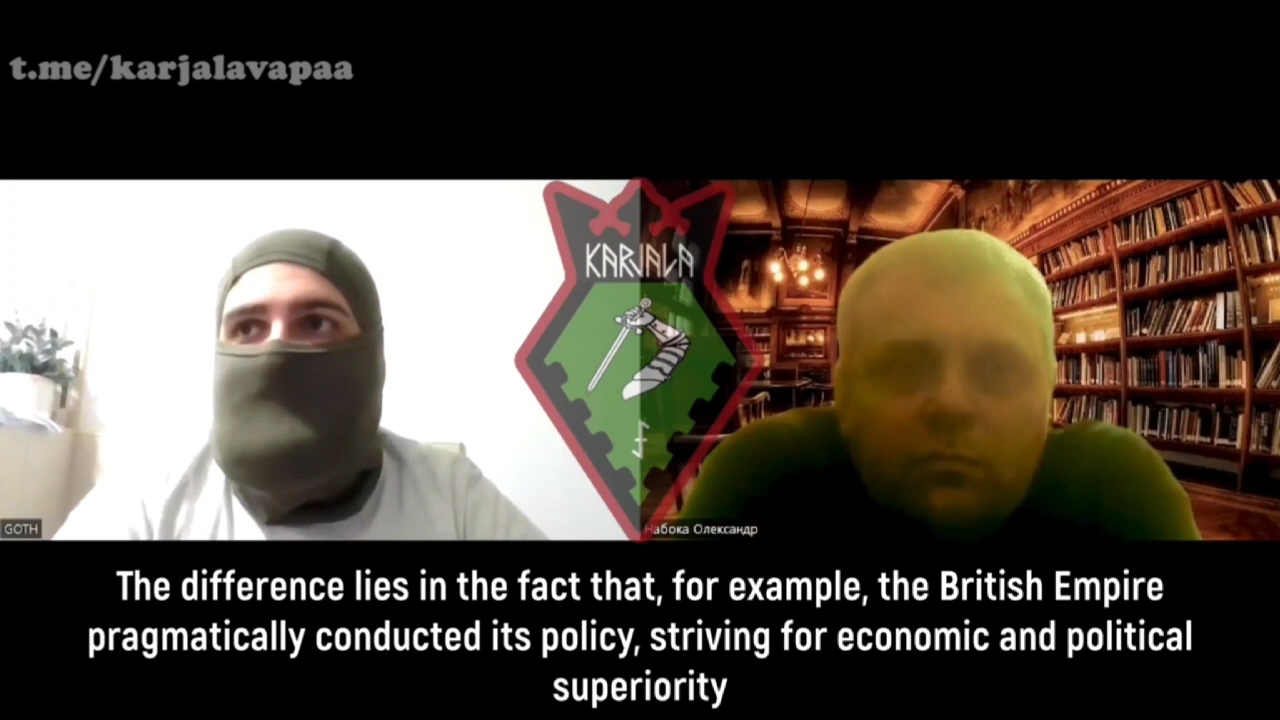 t.me/karjalavapaa
KARJALA
GOTH
Набока Олександр
The difference lies in the fact that, for example, the British Empire
pragmatically conducted its policy, striving for economic and political
superiority